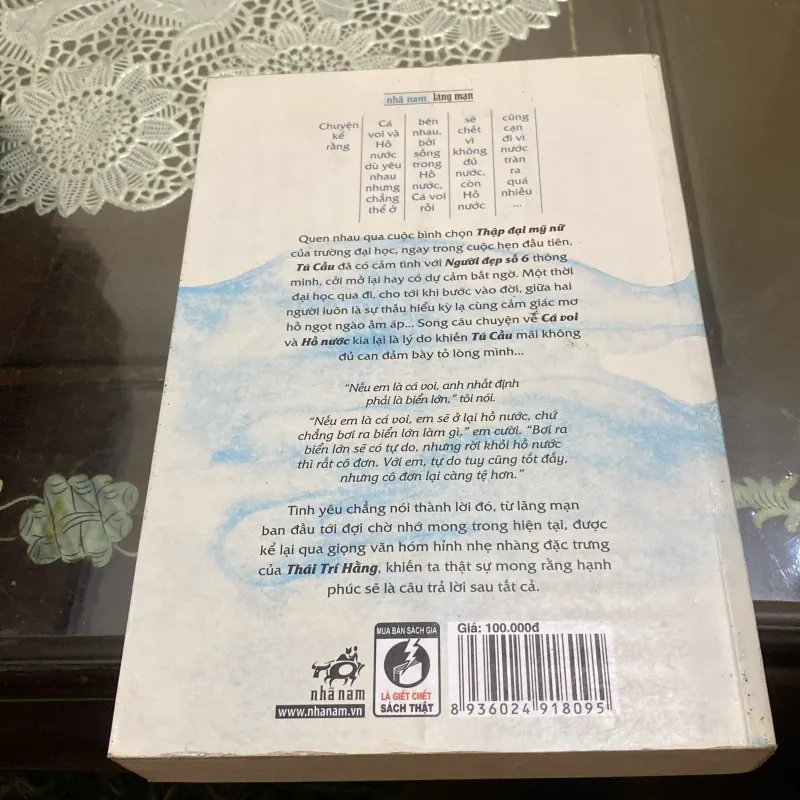 nhã nam lãng mạn
Chuyện
kể
rằng
Cá
voi và
Hồ
nước
dù yêu
nhau
nhưng
chẳng
thể ở
bên
nhau,
bởi
sống
trong
Hồ
nước,
Cá voi
rồi
sẽ
chết
vì
không
đủ
nước,
còn
Hồ
nước
cũng
cạn
đi vì
nước
tràn
ra
quá
nhiều
...
Quen nhau qua cuộc bình chọn Thập đại mỹ nữ
của trường đại học, ngay trong cuộc hẹn đầu tiên,
Tú Cầu đã có cảm tình với Người đẹp số 6 thông
minh, cởi mở lại hay có dự cảm bất ngờ. Một thời
đại học qua đi, cho tới khi bước vào đời, giữa hai
người luôn là sự thấu hiểu kỳ lạ cùng cảm giác mơ
hồ ngọt ngào ấm áp... Song câu chuyện về Cá voi
và Hồ nước kia lại là lý do khiến Tú Cầu mãi không
đủ can đảm bày tỏ lòng mình...
“Nếu em là cá voi, anh nhất định
phải là biển lớn,” tôi nói.
“Nếu em là cá voi, em sẽ ở lại hồ nước, chứ
chẳng bơi ra biển lớn làm gì,” em cười. “Bơi ra
biển lớn sẽ có tự do, nhưng rời khỏi hồ nước
thì rất cô đơn. Với em, tự do tuy cũng tốt đấy,
nhưng cô đơn lại càng tệ hơn.”
Tình yêu chẳng nói thành lời đó, từ lãng mạn
ban đầu tới đợi chờ nhớ mong trong hiện tại, được
kể lại qua giọng văn hóm hỉnh nhẹ nhàng đặc trưng
của Thái Trí Hằng, khiến ta thật sự mong rằng hạnh
phúc sẽ là câu trả lời sau tất cả.
nhã nam
www.nhanam.vn
MUA BÁN SÁCH GIẢ
LÀ GIẾT CHẾT
SÁCH THẬT
Giá: 100.000đ
8 936024 918095